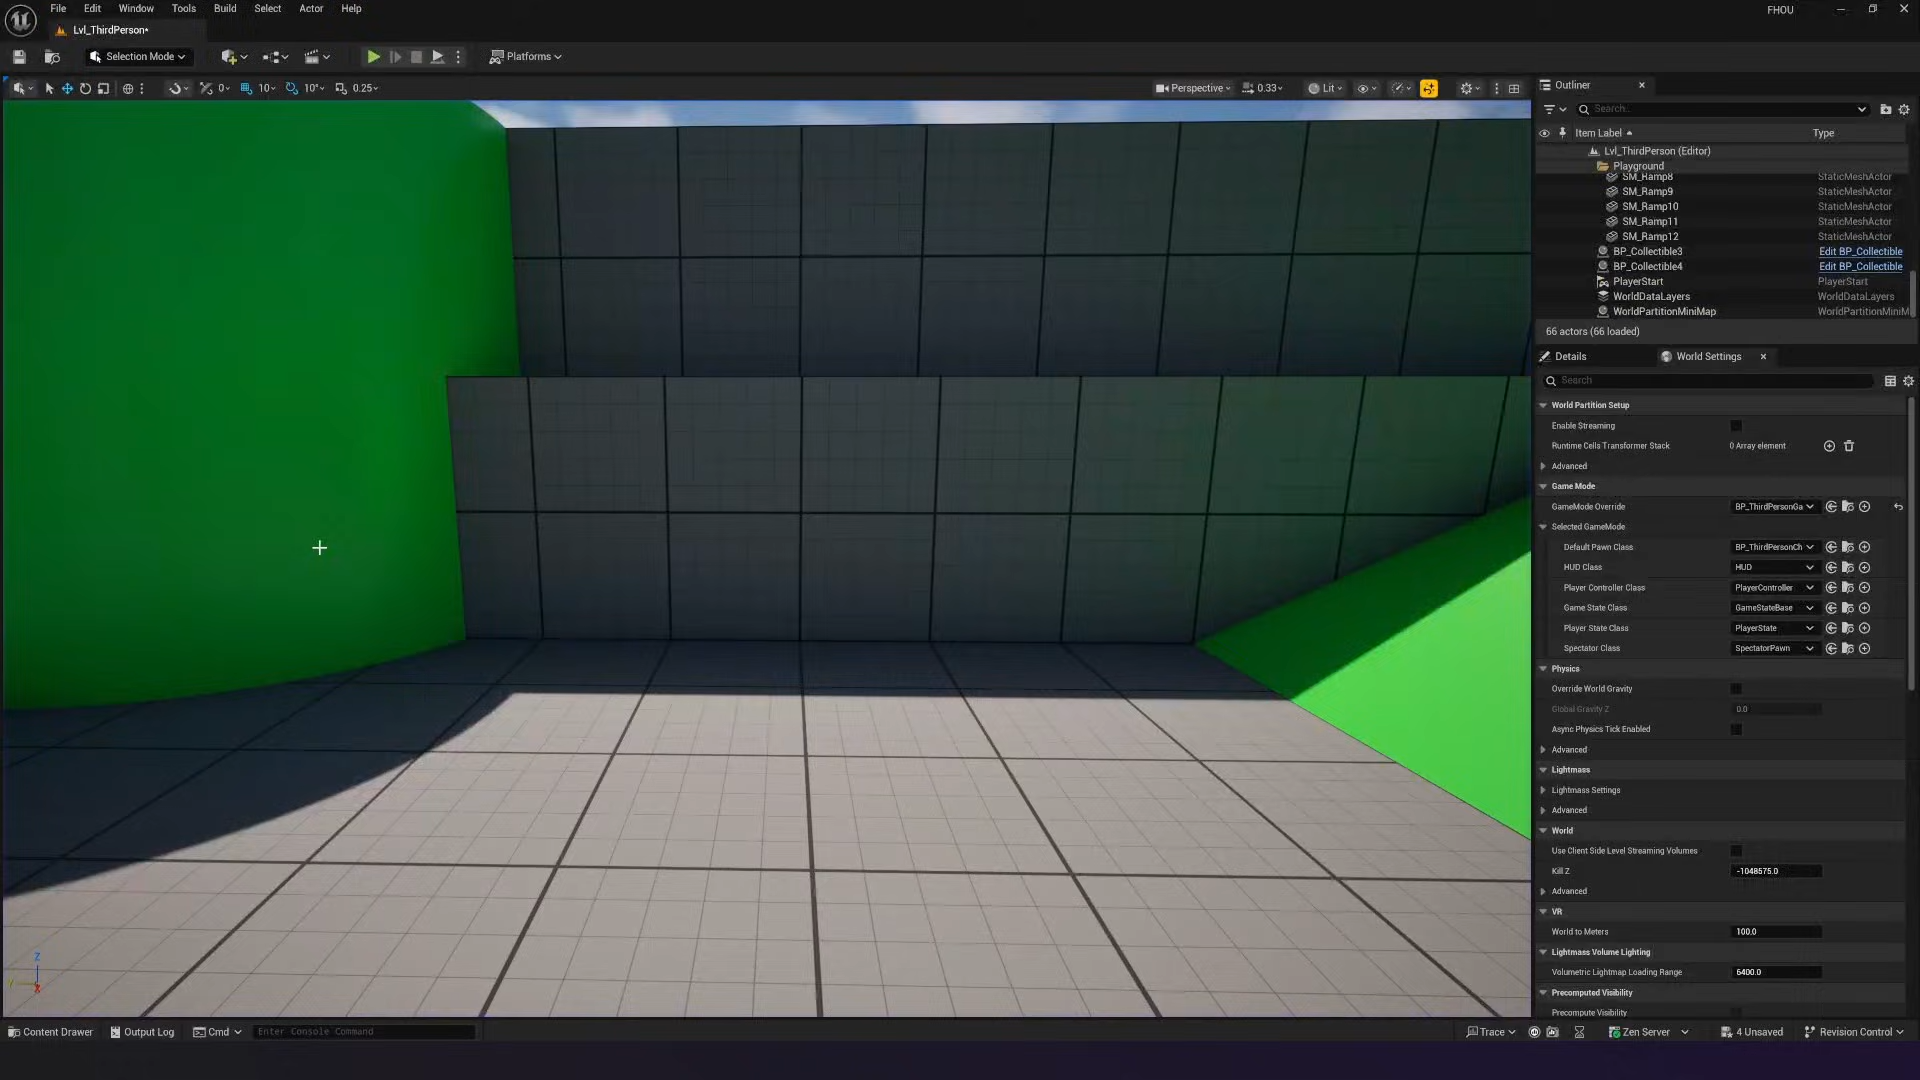 File Edit Window Tools Build Select Actor Help
FHOU
Lvl_ThirdPerson*
Selection Mode
Platforms
0
10
10°
0.25
Perspective
0.33
Lit
Outliner
Search...
Item Label
Type
Lvl_ThirdPerson (Editor)
Playground
SM_Ramp8 StaticMeshActor
SM_Ramp9 StaticMeshActor
SM_Ramp10 StaticMeshActor
SM_Ramp11 StaticMeshActor
SM_Ramp12 StaticMeshActor
BP_Collectible3 Edit BP_Collectible
BP_Collectible4 Edit BP_Collectible
PlayerStart PlayerStart
WorldDataLayers WorldDataLayers
WorldPartitionMiniMap WorldPartitionMiniM
66 actors (66 loaded)
Details
World Settings
Search
World Partition Setup
Enable Streaming
Runtime Cells Transformer Stack 0 Array element
Advanced
Game Mode
GameMode Override BP_ThirdPersonGa
Selected GameMode
Default Pawn Class BP_ThirdPersonCh
HUD Class HUD
Player Controller Class PlayerController
Game State Class GameStateBase
Player State Class PlayerState
Spectator Class SpectatorPawn
Physics
Override World Gravity
Global Gravity Z 0.0
Async Physics Tick Enabled
Advanced
Lightmass
Lightmass Settings
Advanced
World
Use Client Side Level Streaming Volumes
Kill Z -1048575.0
Advanced
VR
World to Meters 100.0
Lightmass Volume Lighting
Volumetric Lightmap Loading Range 6400.0
Precomputed Visibility
Precompute Visibility
Z
X
Content Drawer
Output Log
Cmd
Enter Console Command
Trace
Zen Server
4 Unsaved
Revision Control